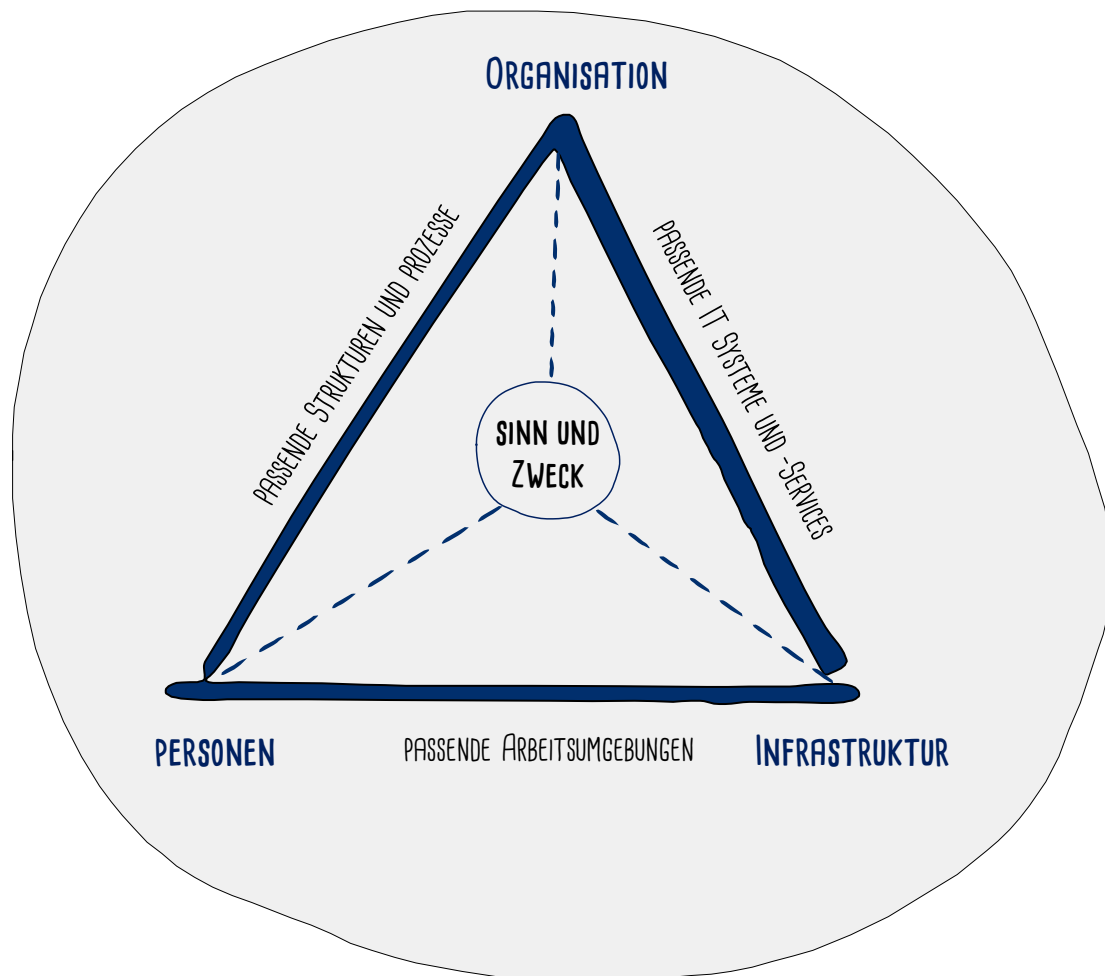 ORGANISATION
PASSENDE STRUKTUREN UND PROZESSE
PASSENDE IT SYSTEME UND -SERVICES
SINN UND
ZWECK
PERSONEN
PASSENDE ARBEITSUMGEBUNGEN
INFRASTRUKTUR